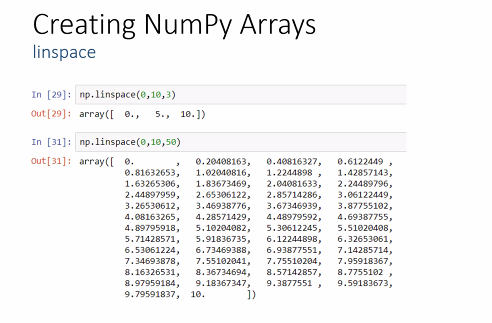 Creating NumPy Arrays
linspace
In [29]: np.linspace(0,10,3)
Out[29]: array([  0.,   5.,  10.])
In [31]: np.linspace(0,10,50)
Out[31]: array([  0.        ,   0.20408163,   0.40816327,   0.6122449 ,
0.81632653,   1.02040816,   1.2244898 ,   1.42857143,
1.63265306,   1.83673469,   2.04081633,   2.24489796,
2.44897959,   2.65306122,   2.85714286,   3.06122449,
3.26530612,   3.46938776,   3.67346939,   3.87755102,
4.08163265,   4.28571429,   4.48979592,   4.69387755,
4.89795918,   5.10204082,   5.30612245,   5.51020408,
5.71428571,   5.91836735,   6.12244898,   6.32653061,
6.53061224,   6.73469388,   6.93877551,   7.14285714,
7.34693878,   7.55102041,   7.75510204,   7.95918367,
8.16326531,   8.36734694,   8.57142857,   8.7755102 ,
8.97959184,   9.18367347,   9.3877551 ,   9.59183673,
9.79591837,  10.        ])